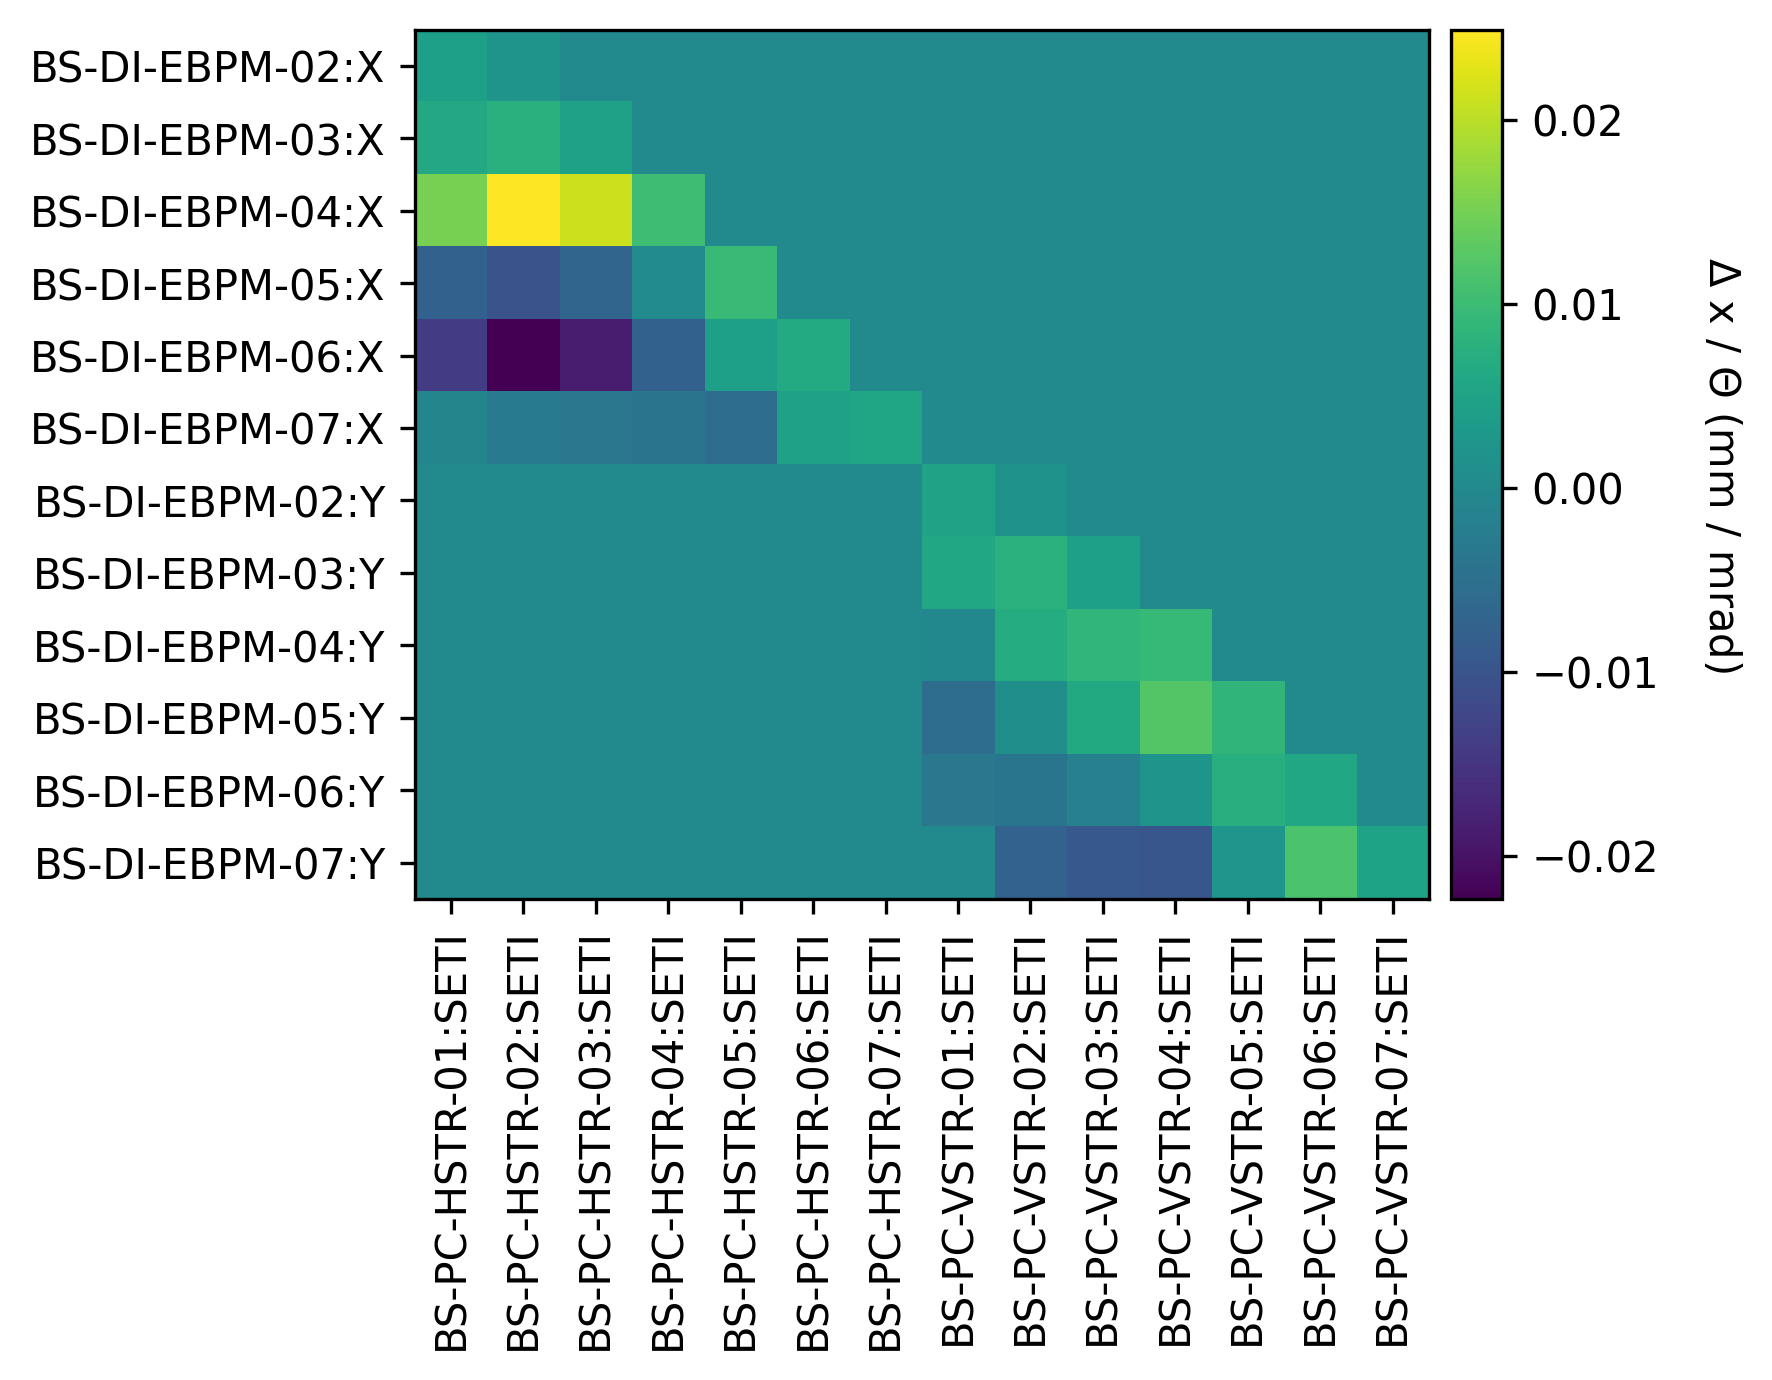 BS-DI-EBPM-02:X
BS-DI-EBPM-03:X
BS-DI-EBPM-04:X
BS-DI-EBPM-05:X
BS-DI-EBPM-06:X
BS-DI-EBPM-07:X
BS-DI-EBPM-02:Y
BS-DI-EBPM-03:Y
BS-DI-EBPM-04:Y
BS-DI-EBPM-05:Y
BS-DI-EBPM-06:Y
BS-DI-EBPM-07:Y
BS-PC-HSTR-01:SETI
BS-PC-HSTR-02:SETI
BS-PC-HSTR-03:SETI
BS-PC-HSTR-04:SETI
BS-PC-HSTR-05:SETI
BS-PC-HSTR-06:SETI
BS-PC-HSTR-07:SETI
BS-PC-VSTR-01:SETI
BS-PC-VSTR-02:SETI
BS-PC-VSTR-03:SETI
BS-PC-VSTR-04:SETI
BS-PC-VSTR-05:SETI
BS-PC-VSTR-06:SETI
BS-PC-VSTR-07:SETI
0.02
0.01
0.00
−0.01
−0.02
Δ x / Θ (mm / mrad)